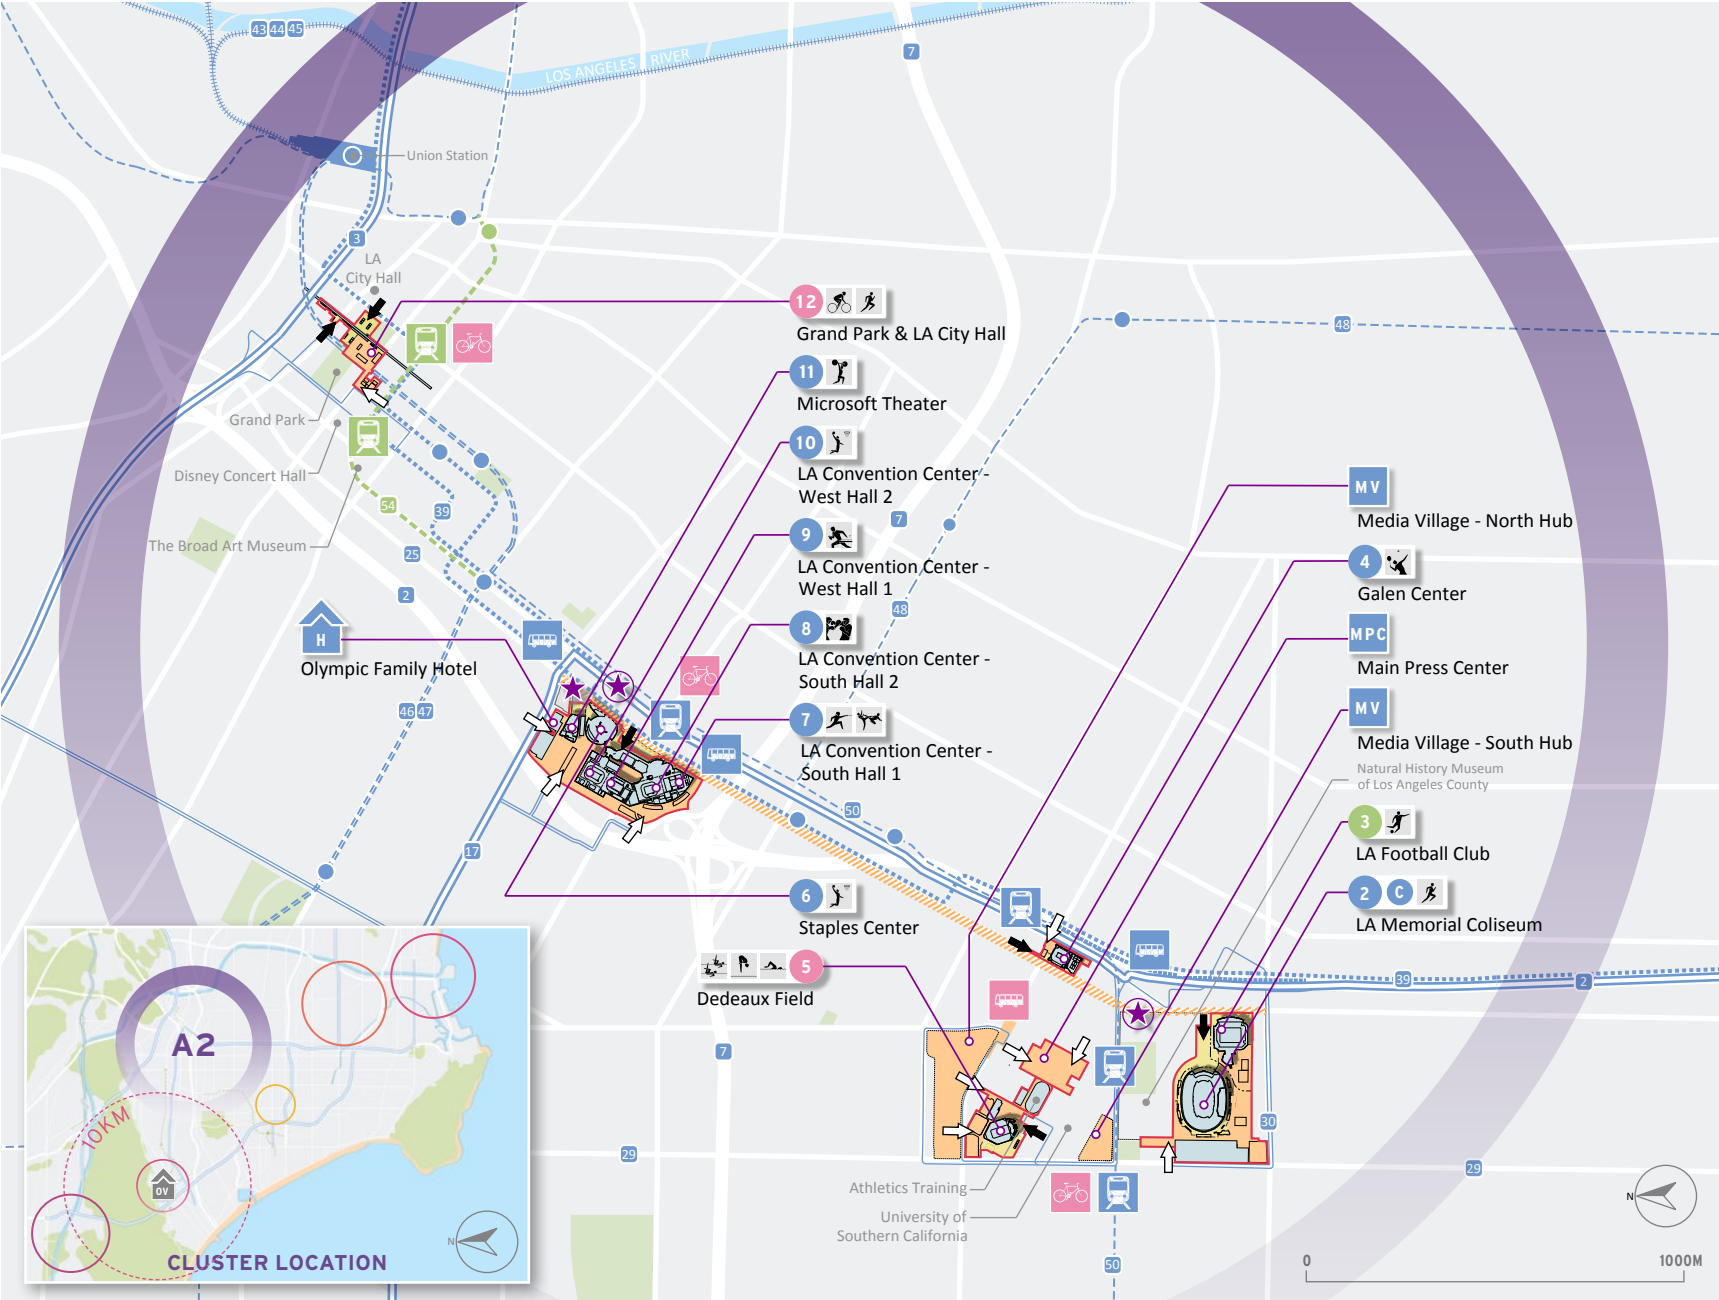 43 44 45
LOS ANGELES RIVER
7
Union Station
3
LA
City Hall
12
Grand Park & LA City Hall
48
11
Microsoft Theater
Grand Park
10
LA Convention Center -
West Hall 2
Disney Concert Hall
MV
Media Village - North Hub
54
39
7
The Broad Art Museum
25
9
LA Convention Center -
West Hall 1
4
Galen Center
2
48
H
Olympic Family Hotel
8
LA Convention Center -
South Hall 2
MPC
Main Press Center
46 47
7
LA Convention Center -
South Hall 1
MV
Media Village - South Hub
Natural History Museum
of Los Angeles County
50
3
LA Football Club
17
6
Staples Center
2
C
LA Memorial Coliseum
5
Dedeaux Field
39
2
A2
7
10KM
30
29
29
OV
Athletics Training
University of
Southern California
N
N
CLUSTER LOCATION
50
0
1000M